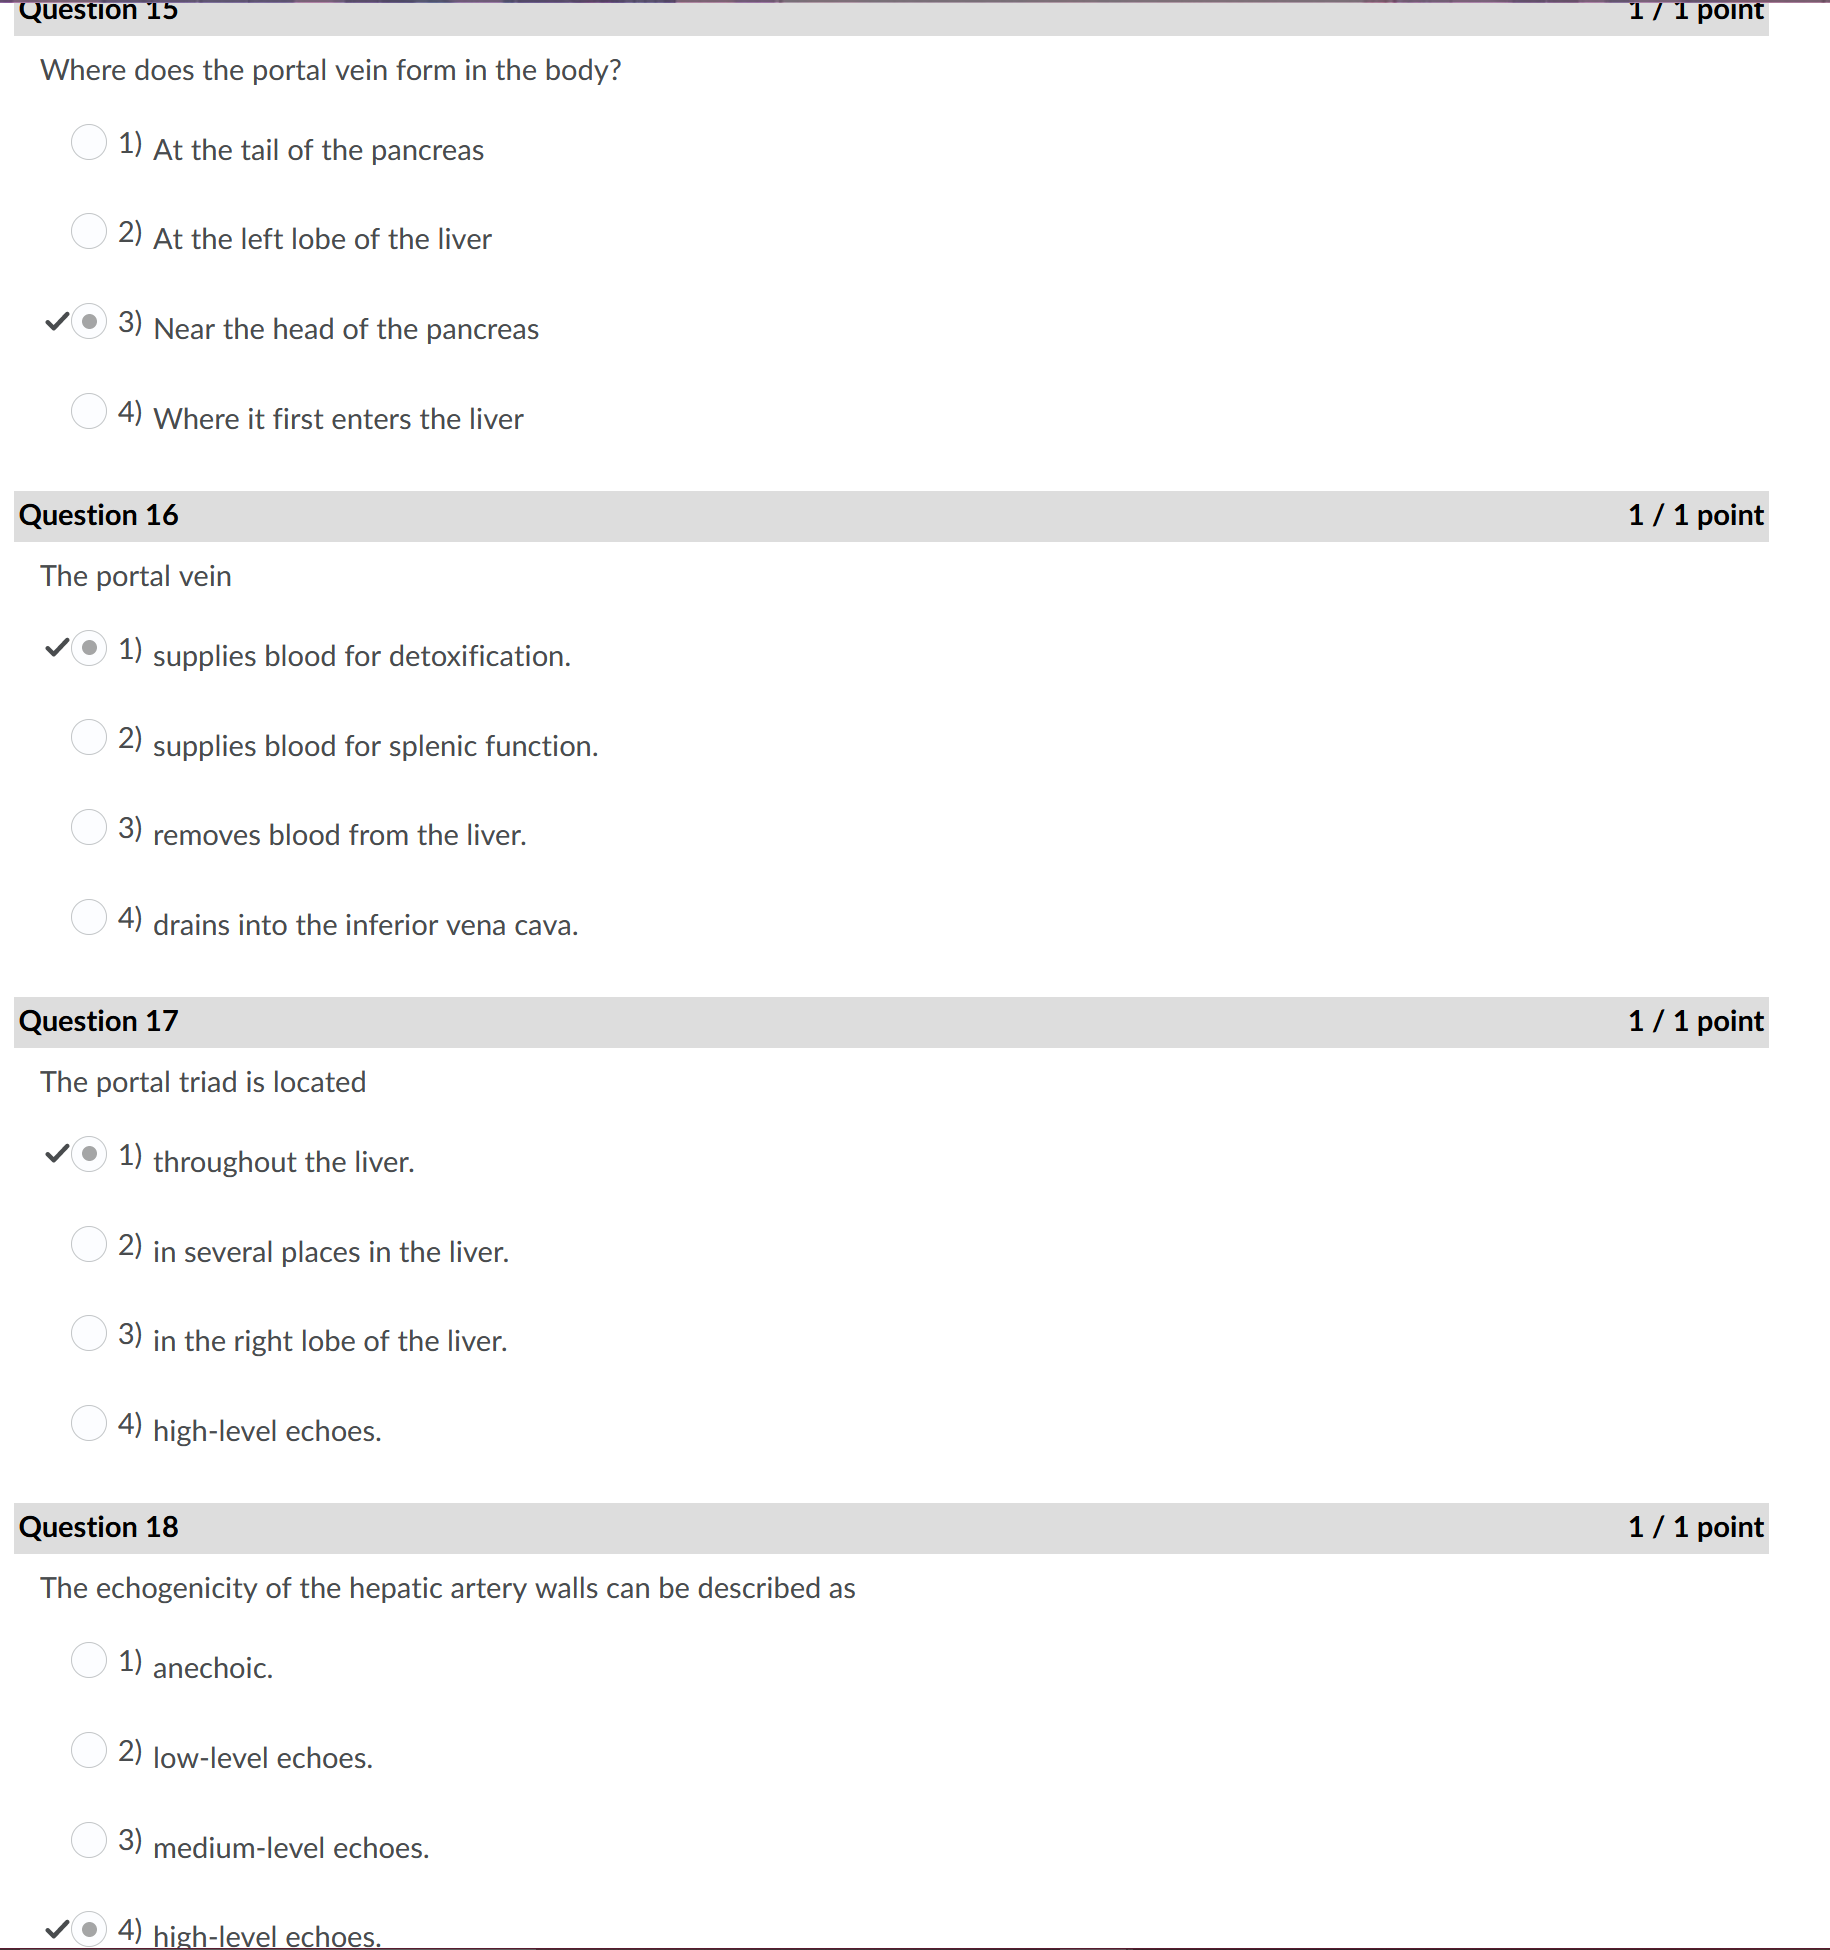 Question 15 1 / 1 point
Where does the portal vein form in the body?
1) At the tail of the pancreas
2) At the left lobe of the liver
3) Near the head of the pancreas
4) Where it first enters the liver
Question 16 1 / 1 point
The portal vein
1) supplies blood for detoxification.
2) supplies blood for splenic function.
3) removes blood from the liver.
4) drains into the inferior vena cava.
Question 17 1 / 1 point
The portal triad is located
1) throughout the liver.
2) in several places in the liver.
3) in the right lobe of the liver.
4) high-level echoes.
Question 18 1 / 1 point
The echogenicity of the hepatic artery walls can be described as
1) anechoic.
2) low-level echoes.
3) medium-level echoes.
4) high-level echoes.